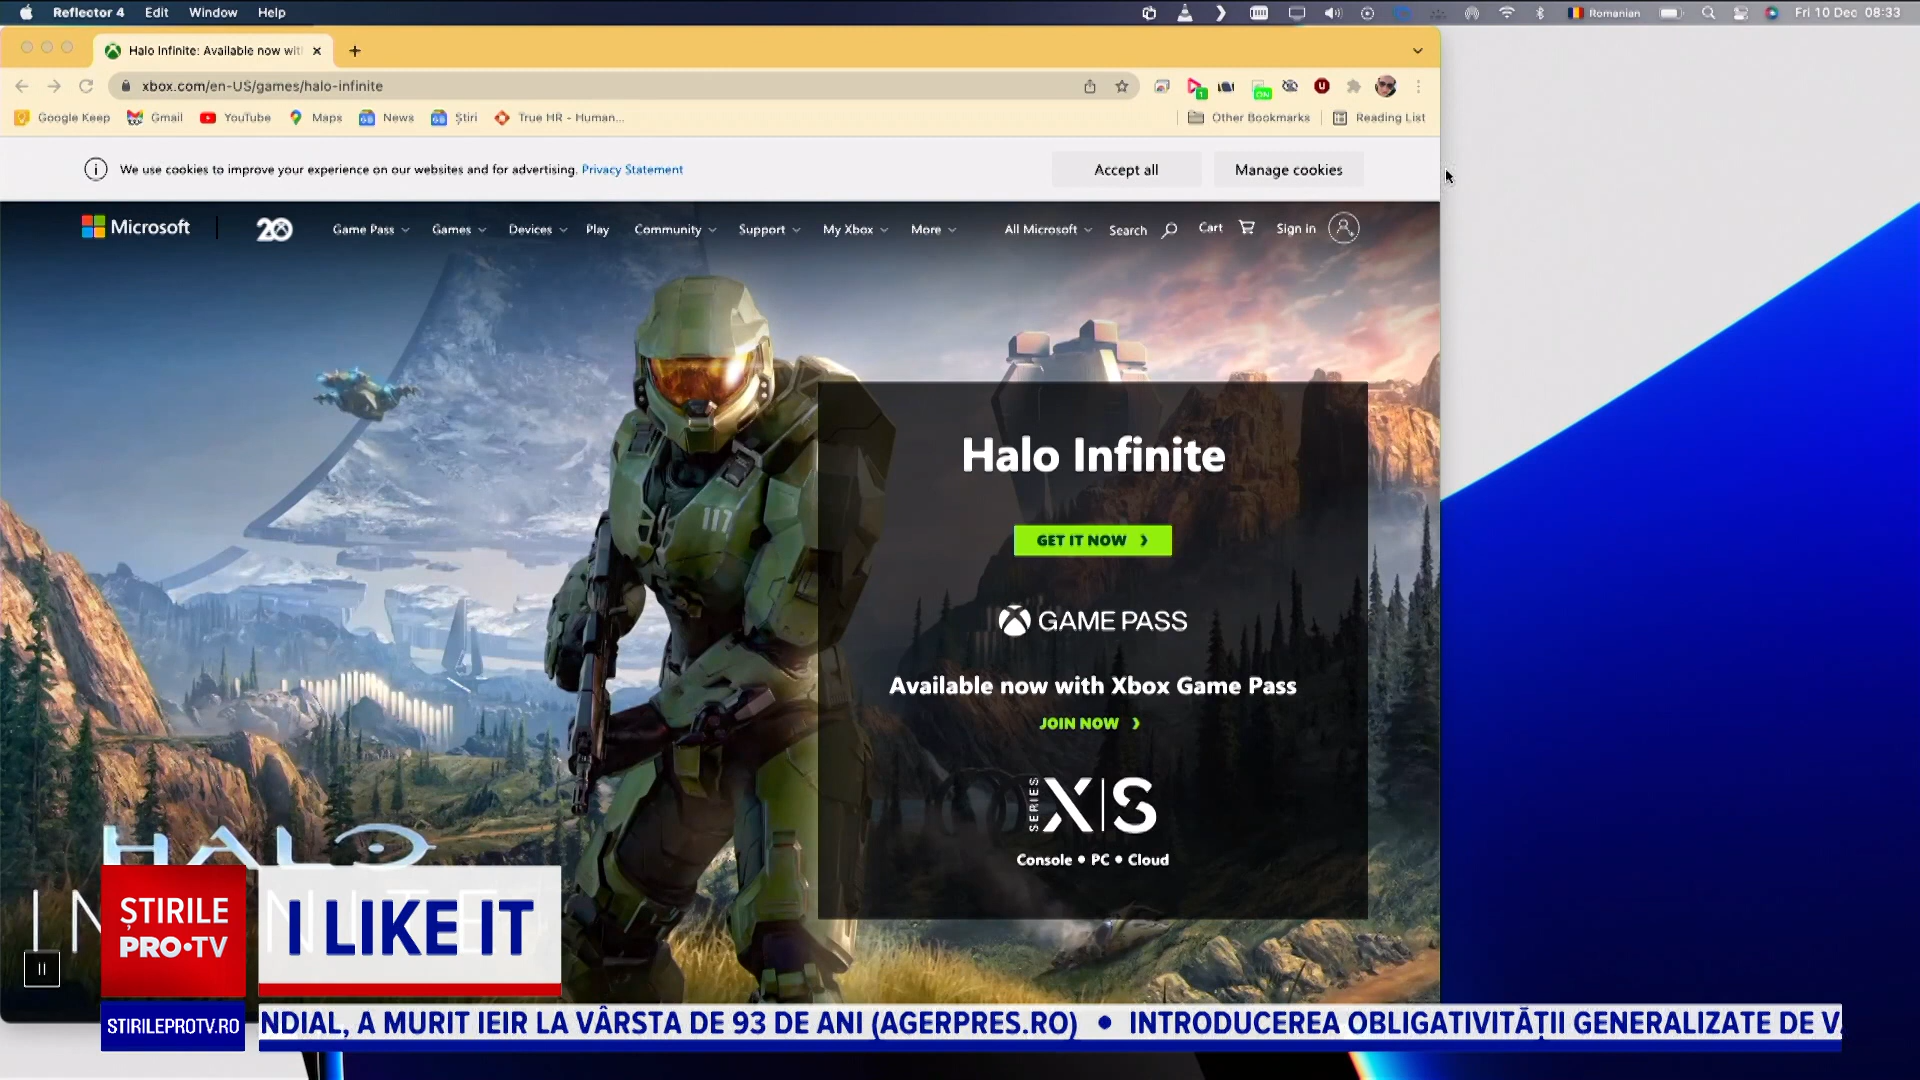 Reflector 4 Edit Window Help
Romanian Fri 10 Dec 08:33
Halo Infinite: Available now wit
xbox.com/en-US/games/halo-infinite
Google Keep Gmail YouTube Maps News Știri True HR - Human... Other Bookmarks Reading List
We use cookies to improve your experience on our websites and for advertising. Privacy Statement
Accept all Manage cookies
Microsoft 20 Game Pass Games Devices Play Community Support My Xbox More All Microsoft Search Cart Sign in
117
Halo Infinite
GET IT NOW
GAME PASS
Available now with Xbox Game Pass
JOIN NOW
SERIES X|S
Console • PC • Cloud
HALO
ȘTIRILE
PRO•TV
I LIKE IT
STIRILEPROTV.RO
NDIAL, A MURIT IEIR LA VÂRSTA DE 93 DE ANI (AGERPRES.RO) • INTRODUCEREA OBLIGATIVITĂȚII GENERALIZATE DE